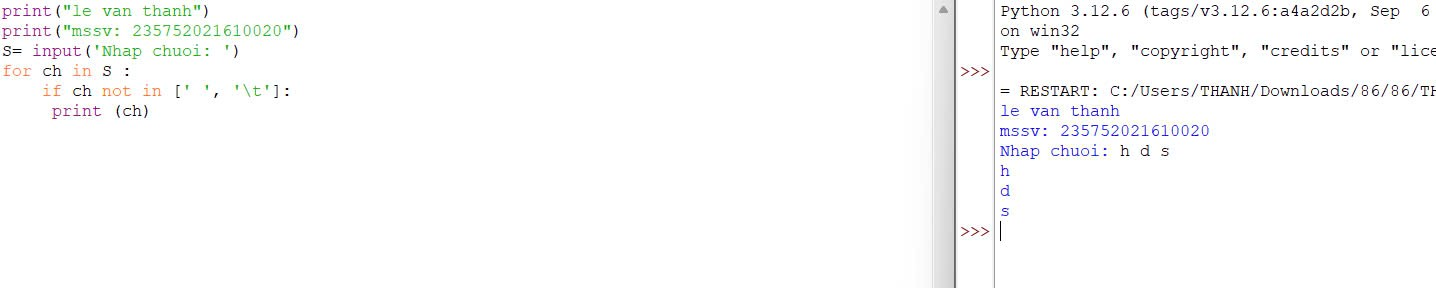 print("le van thanh")
print("mssv: 235752021610020")
S= input('Nhap chuoi: ')
for ch in S :
    if ch not in [' ', '\t']:
     print (ch)
Python 3.12.6 (tags/v3.12.6:a4a2d2b, Sep  6
on win32
Type "help", "copyright", "credits" or "lice
>>>
= RESTART: C:/Users/THANH/Downloads/86/86/TH
le van thanh
mssv: 235752021610020
Nhap chuoi: h d s
h
d
s
>>>